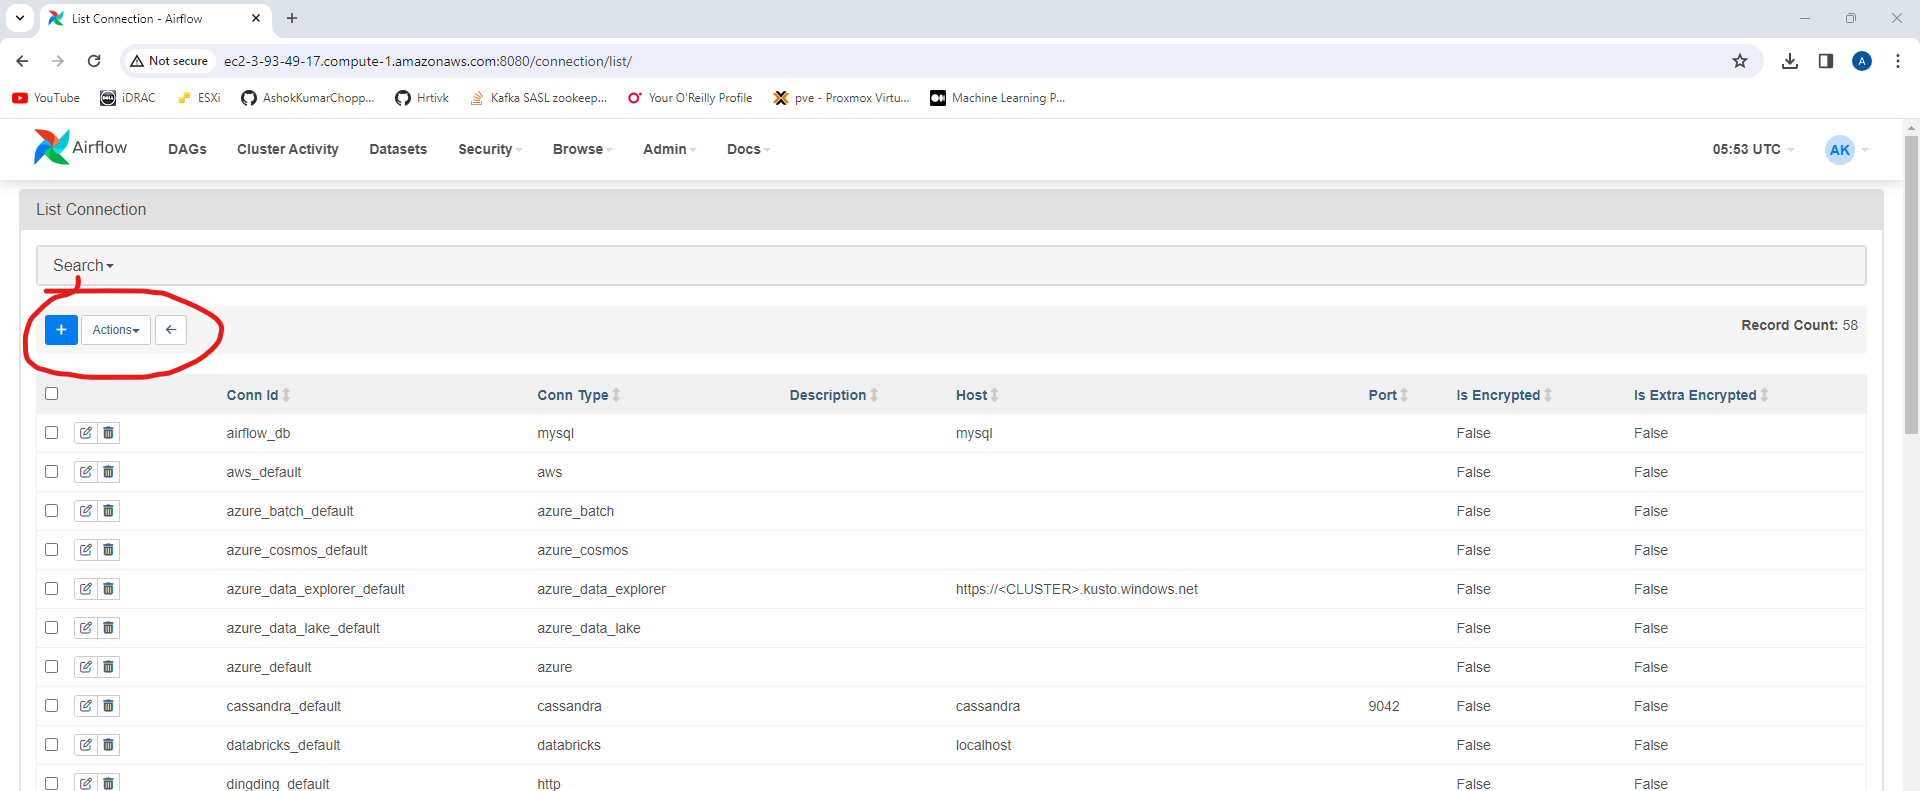 List Connection - Airflow
Not secure ec2-3-93-49-17.compute-1.amazonaws.com:8080/connection/list/ A
YouTube iDRAC ESXi AshokKumarChopp... Hrtivk Kafka SASL zookeep... Your O'Reilly Profile pve - Proxmox Virtu... Machine Learning P...
Airflow DAGs Cluster Activity Datasets Security Browse Admin Docs 05:53 UTC AK
List Connection
Search
+ Actions Record Count: 58
Conn Id Conn Type Description Host Port Is Encrypted Is Extra Encrypted
airflow_db mysql mysql False False
aws_default aws False False
azure_batch_default azure_batch False False
azure_cosmos_default azure_cosmos False False
azure_data_explorer_default azure_data_explorer https://<CLUSTER>.kusto.windows.net False False
azure_data_lake_default azure_data_lake False False
azure_default azure False False
cassandra_default cassandra cassandra 9042 False False
databricks_default databricks localhost False False
dingding_default http False False